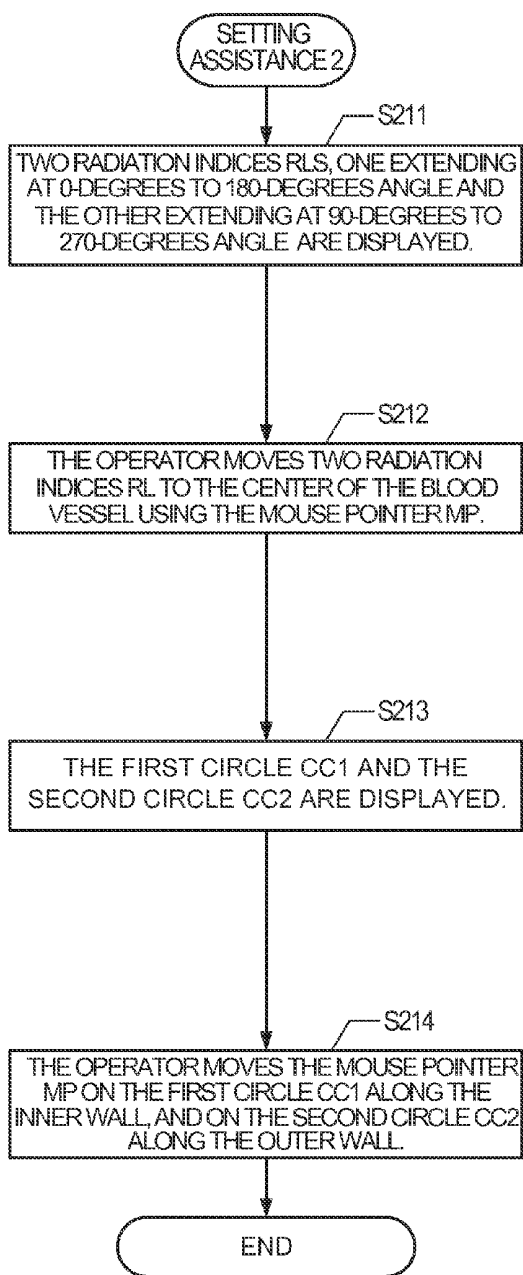 SETTING
ASSISTANCE 2
S211
TWO RADIATION INDICES RLS, ONE EXTENDING
AT 0-DEGREES TO 180-DEGREES ANGLE AND
THE OTHER EXTENDING AT 90-DEGREES TO
270-DEGREES ANGLE ARE DISPLAYED.
S212
THE OPERATOR MOVES TWO RADIATION
INDICES RL TO THE CENTER OF THE BLOOD
VESSEL USING THE MOUSE POINTER MP.
S213
THE FIRST CIRCLE CC1 AND THE
SECOND CIRCLE CC2 ARE DISPLAYED.
S214
THE OPERATOR MOVES THE MOUSE POINTER
MP ON THE FIRST CIRCLE CC1 ALONG THE
INNER WALL, AND ON THE SECOND CIRCLE CC2
ALONG THE OUTER WALL.
END